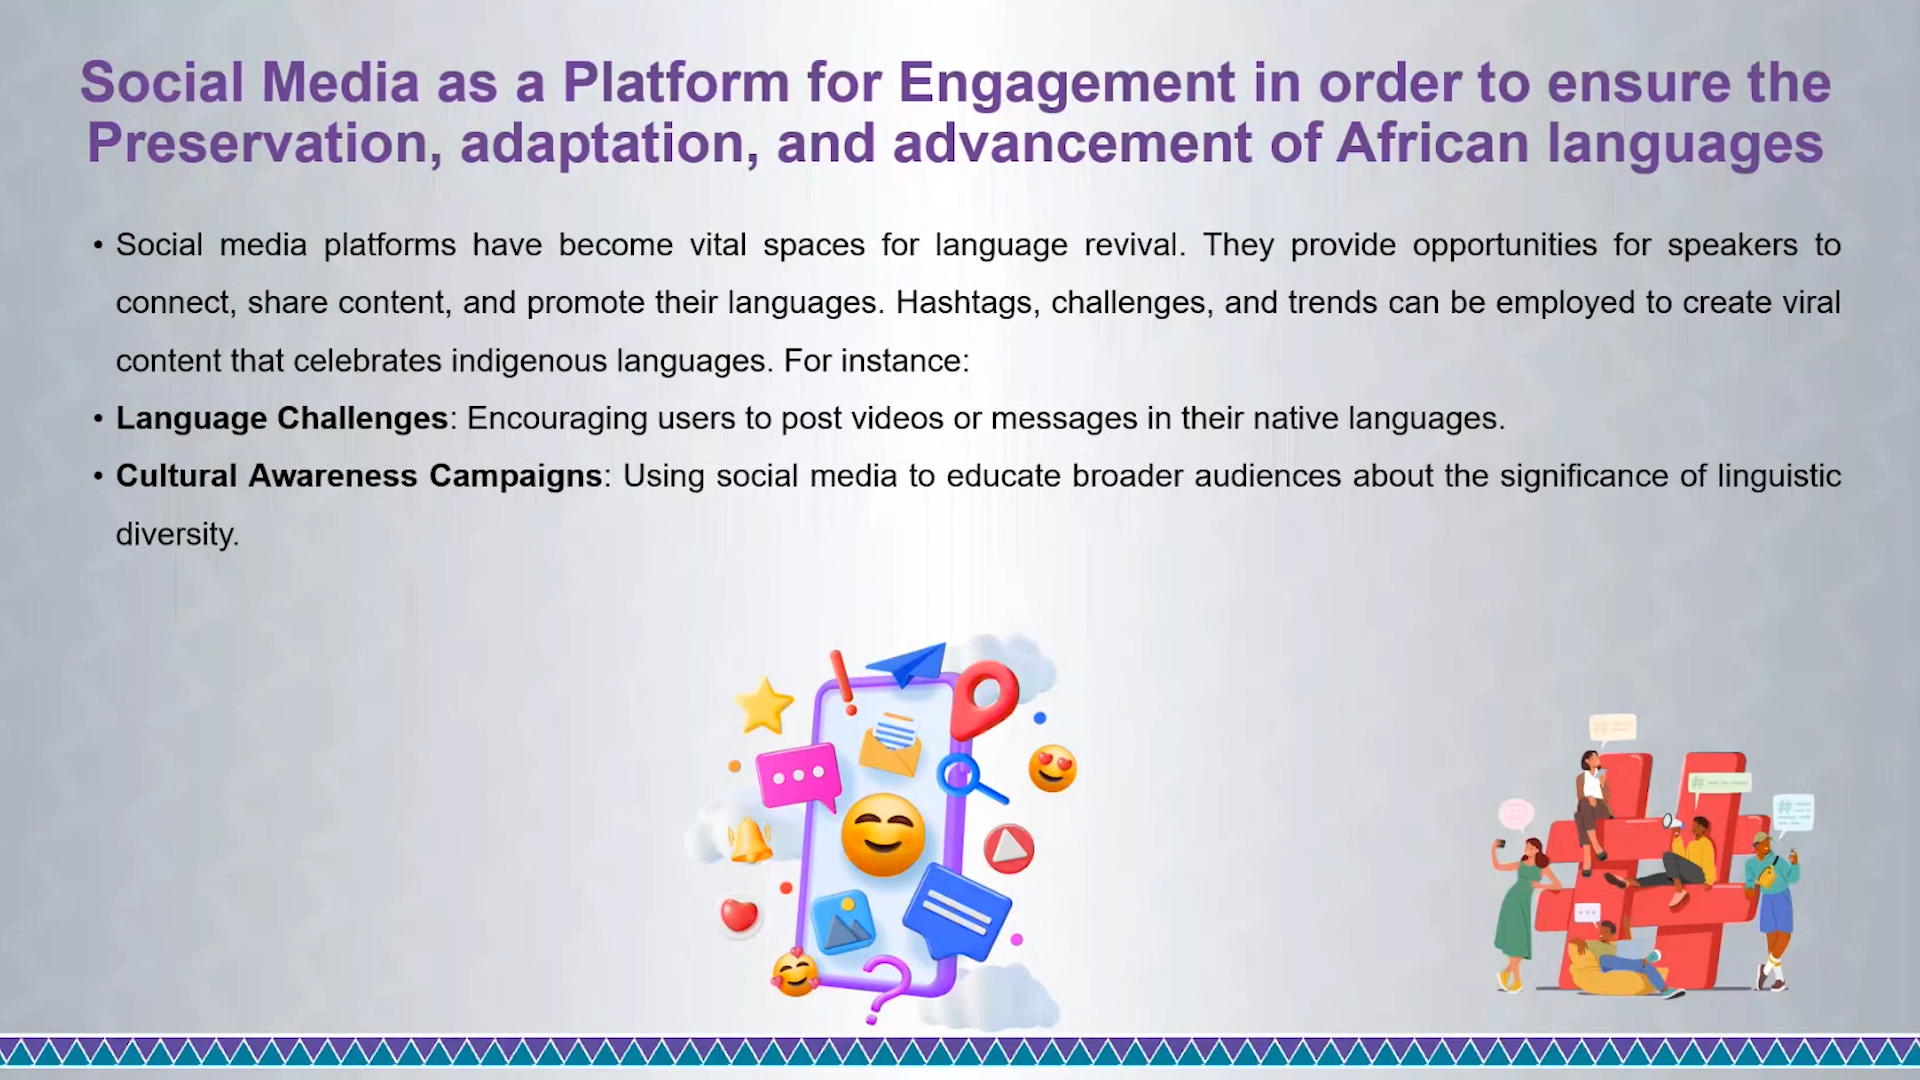 Social Media as a Platform for Engagement in order to ensure the
Preservation, adaptation, and advancement of African languages
• Social media platforms have become vital spaces for language revival. They provide opportunities for speakers to
connect, share content, and promote their languages. Hashtags, challenges, and trends can be employed to create viral
content that celebrates indigenous languages. For instance:
• Language Challenges: Encouraging users to post videos or messages in their native languages.
• Cultural Awareness Campaigns: Using social media to educate broader audiences about the significance of linguistic
diversity.